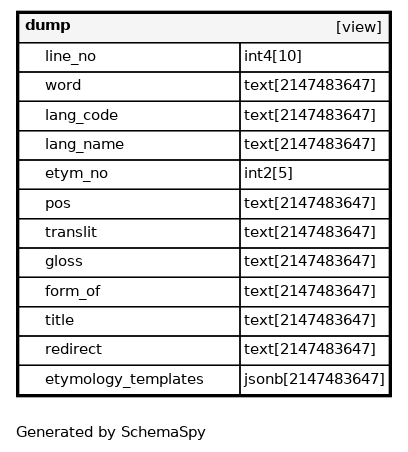 dump [view]
line_no int4[10]
word text[2147483647]
lang_code text[2147483647]
lang_name text[2147483647]
etym_no int2[5]
pos text[2147483647]
translit text[2147483647]
gloss text[2147483647]
form_of text[2147483647]
title text[2147483647]
redirect text[2147483647]
etymology_templates jsonb[2147483647]
Generated by SchemaSpy